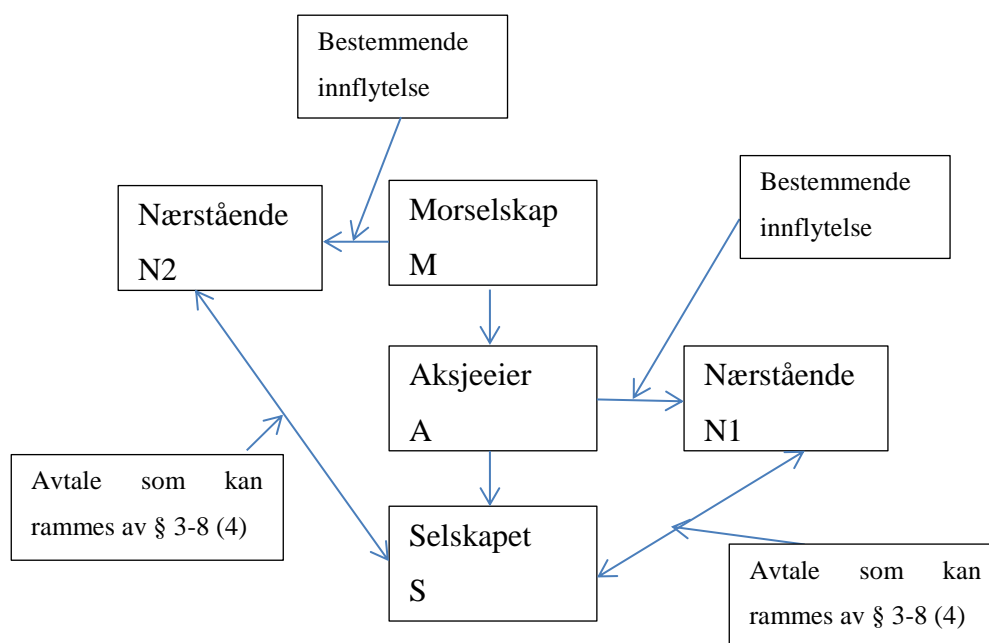 Bestemmende
innflytelse
Nærstående
N2
Morselskap
M
Bestemmende
innflytelse
Aksjeeier
A
Nærstående
N1
Avtale som kan
rammes av § 3-8 (4)
Selskapet
S
Avtale som kan
rammes av § 3-8 (4)